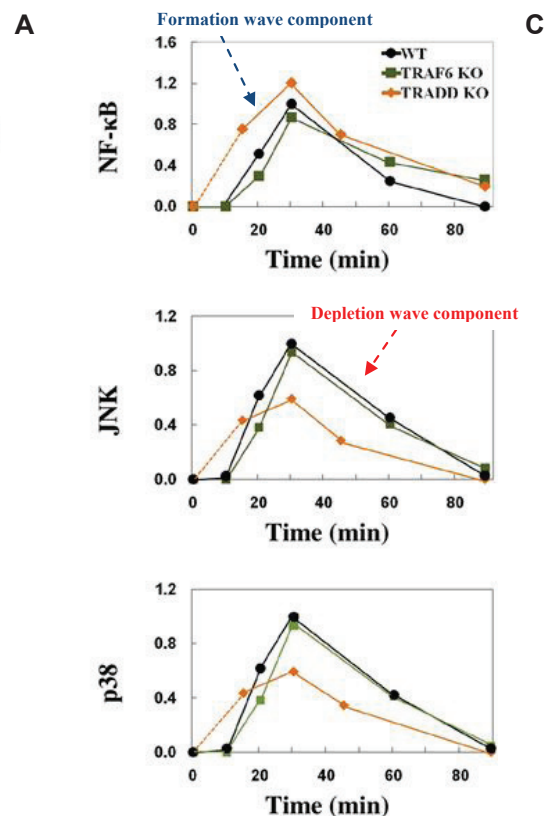 A
Formation wave component
C
NF-κB
1.6
1.2
0.8
0.4
0.0
WT
TRAF6 KO
TRADD KO
0 20 40 60 80
Time (min)
Depletion wave component
JNK
1.2
0.8
0.4
0.0
0 20 40 60 80
Time (min)
p38
1.2
0.8
0.4
0.0
0 20 40 60 80
Time (min)